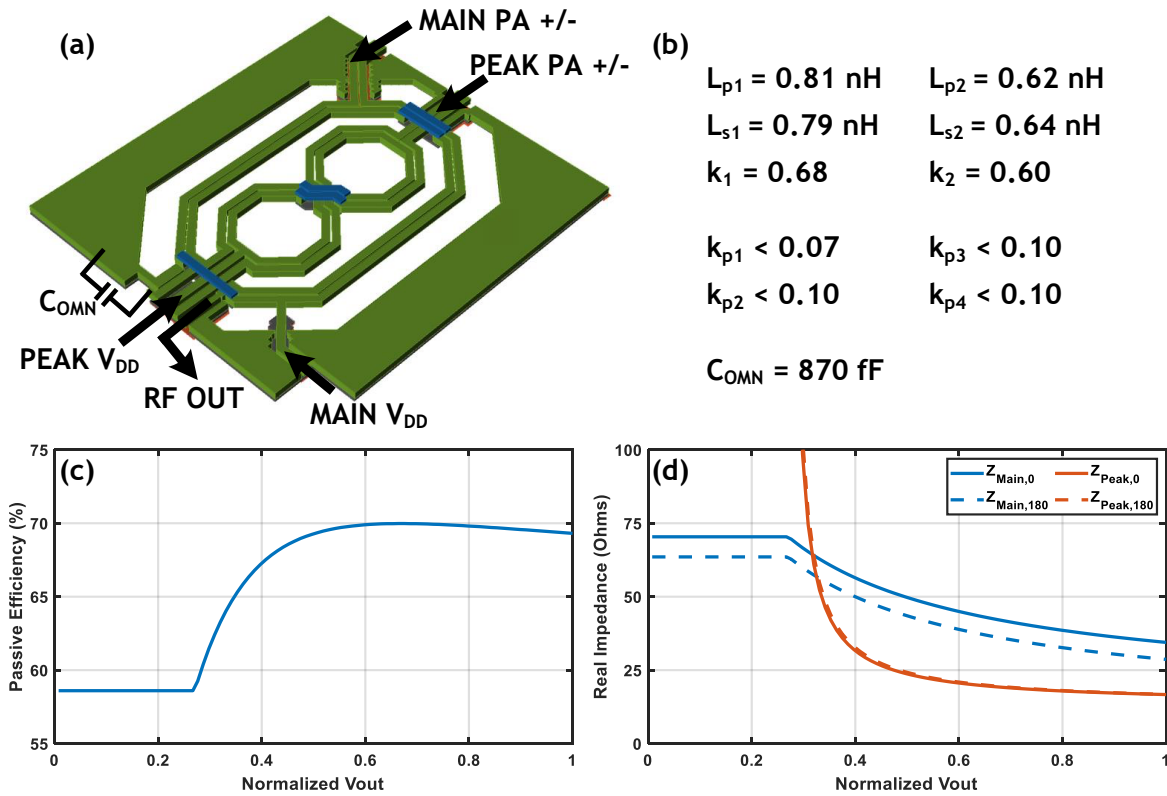 (a)
MAIN PA +/-
PEAK PA +/-
C_OMN
PEAK V_DD
RF OUT
MAIN V_DD
(b)
L_p1 = 0.81 nH
L_p2 = 0.62 nH
L_s1 = 0.79 nH
L_s2 = 0.64 nH
k_1 = 0.68
k_2 = 0.60
k_p1 < 0.07
k_p3 < 0.10
k_p2 < 0.10
k_p4 < 0.10
C_OMN = 870 fF
(c)
Passive Efficiency (%)
75
70
65
60
55
0
0.2
0.4
0.6
0.8
1
Normalized Vout
(d)
Real Impedance (Ohms)
100
75
50
25
0
0
0.2
0.4
0.6
0.8
1
Normalized Vout
Z_Main,0
Z_Peak,0
Z_Main,180
Z_Peak,180